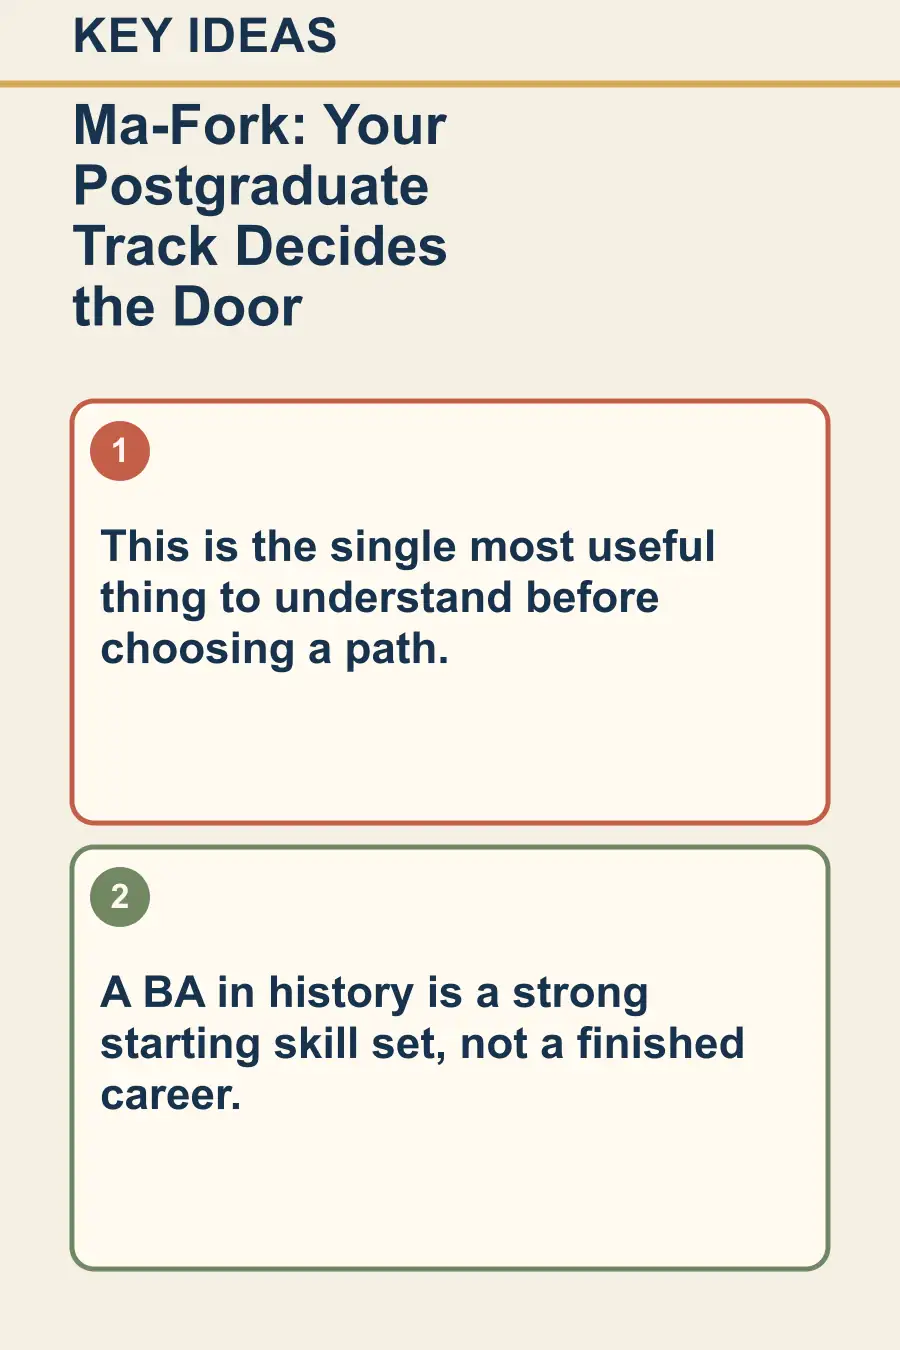 KEY IDEAS
Ma-Fork: Your
Postgraduate
Track Decides
the Door
1
This is the single most useful
thing to understand before
choosing a path.
2
A BA in history is a strong
starting skill set, not a finished
career.